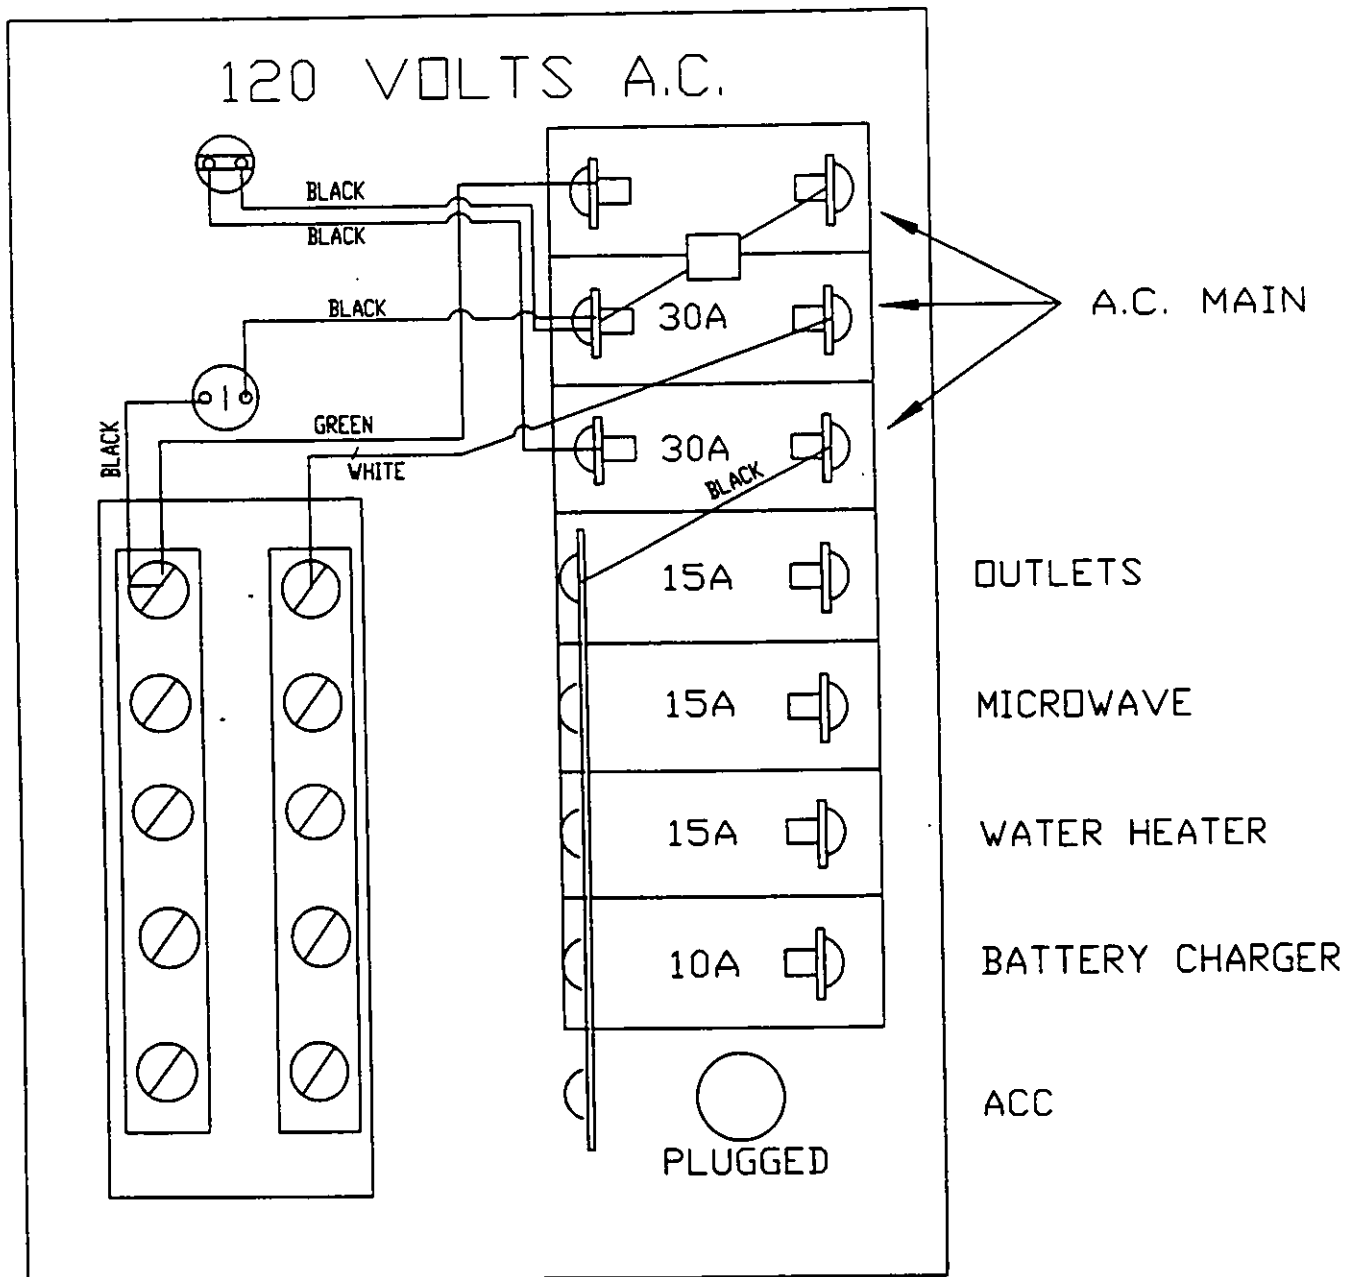 120 VOLTS A.C.
BLACK
BLACK
BLACK
30A
A.C. MAIN
BLACK
GREEN
WHITE
30A
BLACK
15A
OUTLETS
15A
MICROWAVE
15A
WATER HEATER
10A
BATTERY CHARGER
ACC
PLUGGED